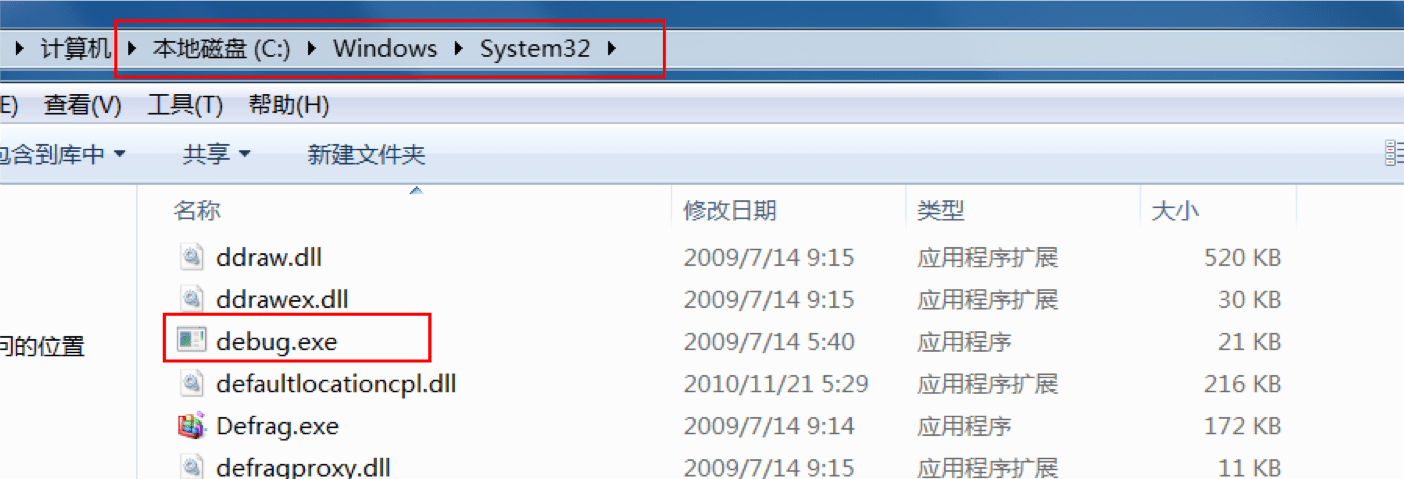 计算机 本地磁盘 (C:) Windows System32
E) 查看(V) 工具(T) 帮助(H)
包含到库中 共享 新建文件夹
名称 修改日期 类型 大小
ddraw.dll 2009/7/14 9:15 应用程序扩展 520 KB
ddrawex.dll 2009/7/14 9:15 应用程序扩展 30 KB
问的位置 debug.exe 2009/7/14 5:40 应用程序 21 KB
defaultlocationcpl.dll 2010/11/21 5:29 应用程序扩展 216 KB
Defrag.exe 2009/7/14 9:14 应用程序 172 KB
defragproxy.dll 2009/7/14 9:15 应用程序扩展 11 KB